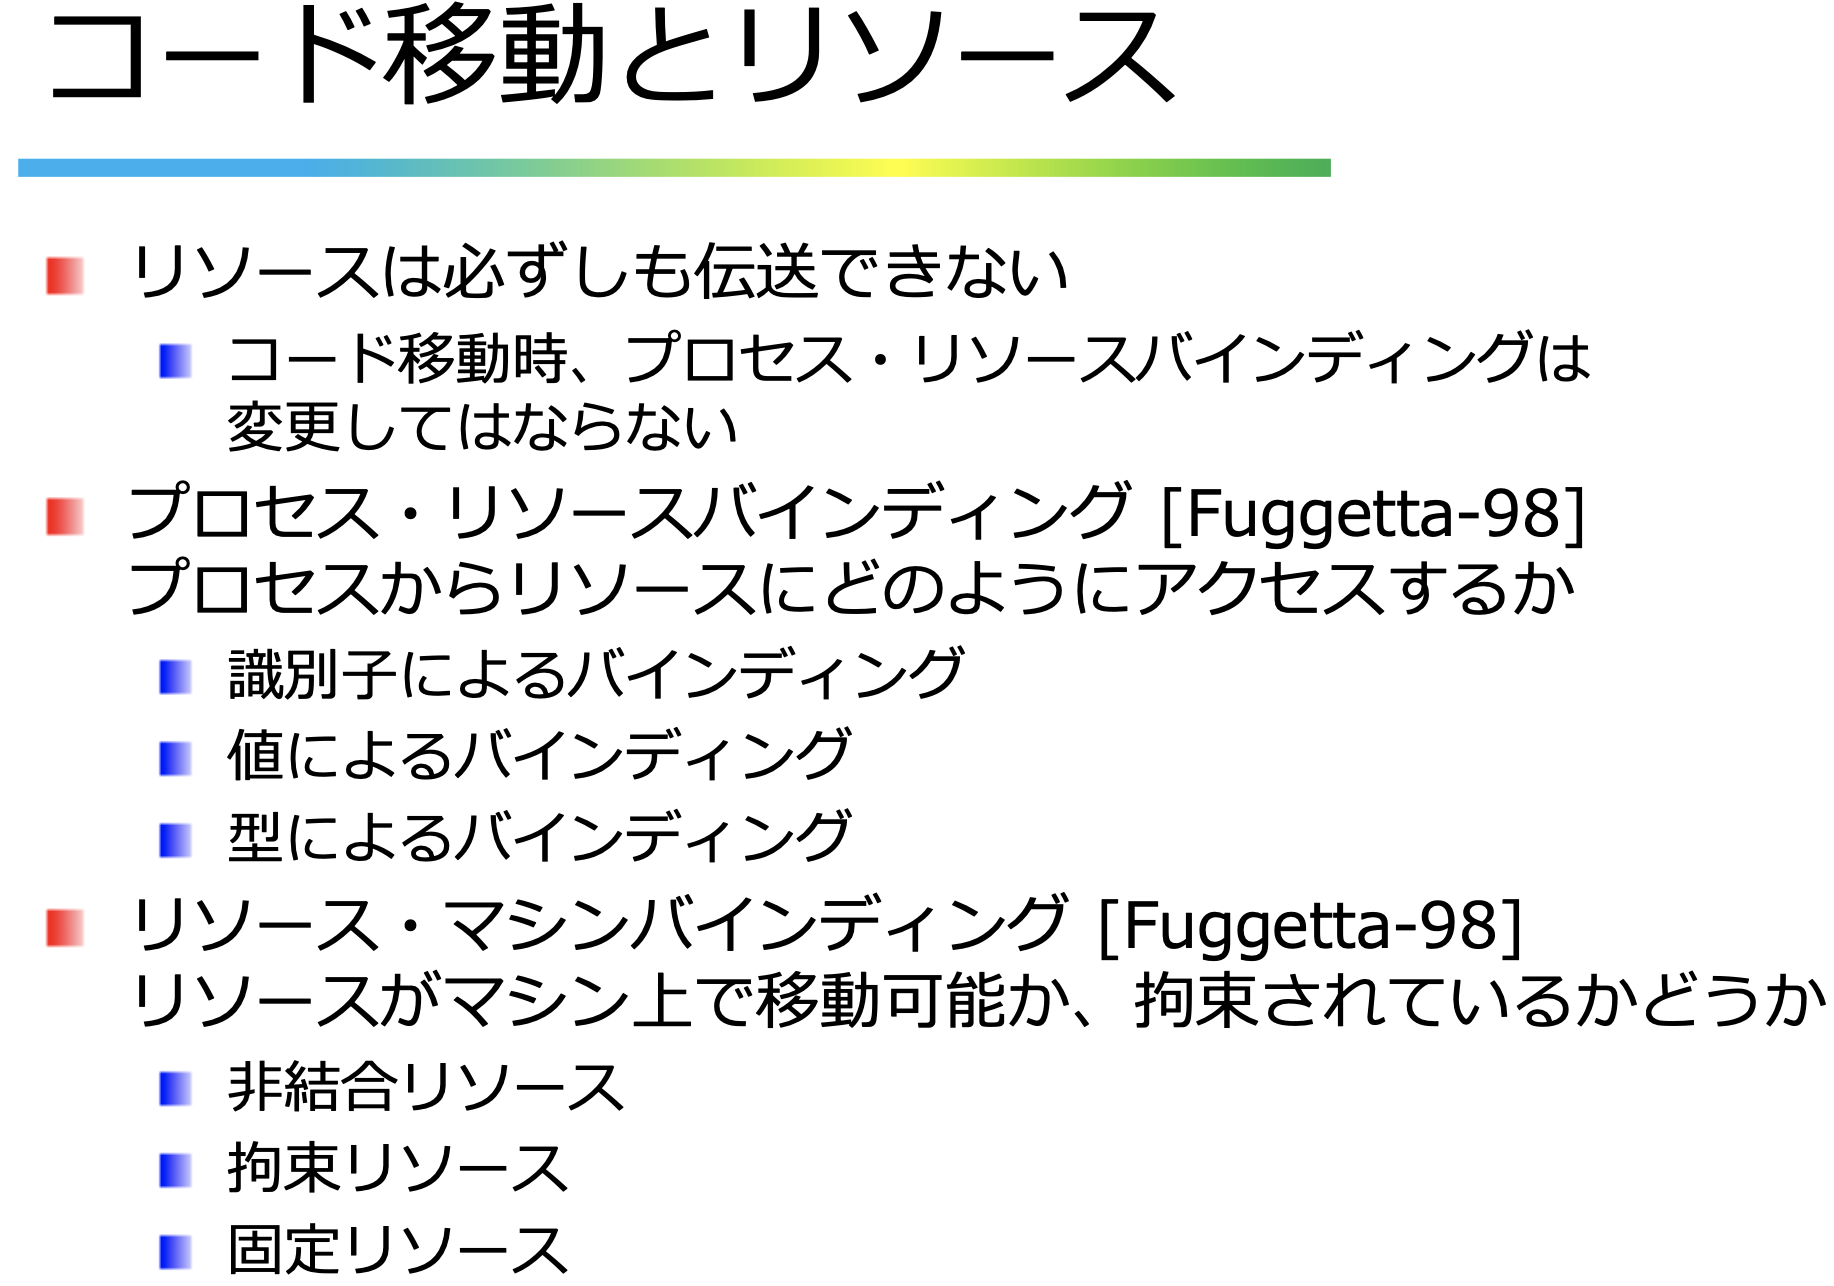 コード移動とリソース
リソースは必ずしも伝送できない
コード移動時、プロセス・リソースバインディングは
変更してはならない
プロセス・リソースバインディング [Fuggetta-98]
プロセスからリソースにどのようにアクセスするか
識別子によるバインディング
値によるバインディング
型によるバインディング
リソース・マシンバインディング [Fuggetta-98]
リソースがマシン上で移動可能か、拘束されているかどうか
非結合リソース
拘束リソース
固定リソース